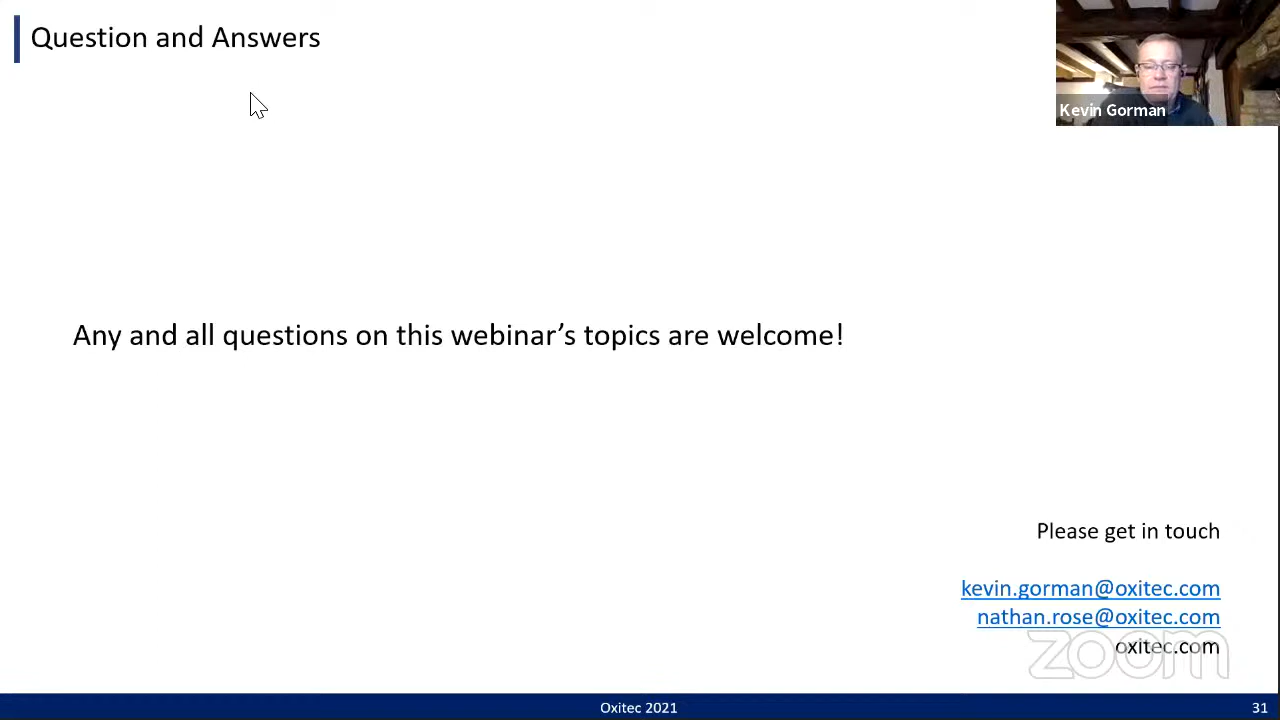 Question and Answers
Kevin Gorman
Any and all questions on this webinar’s topics are welcome!
Please get in touch
kevin.gorman@oxitec.com
nathan.rose@oxitec.com
oxitec.com
zoom
Oxitec 2021
31